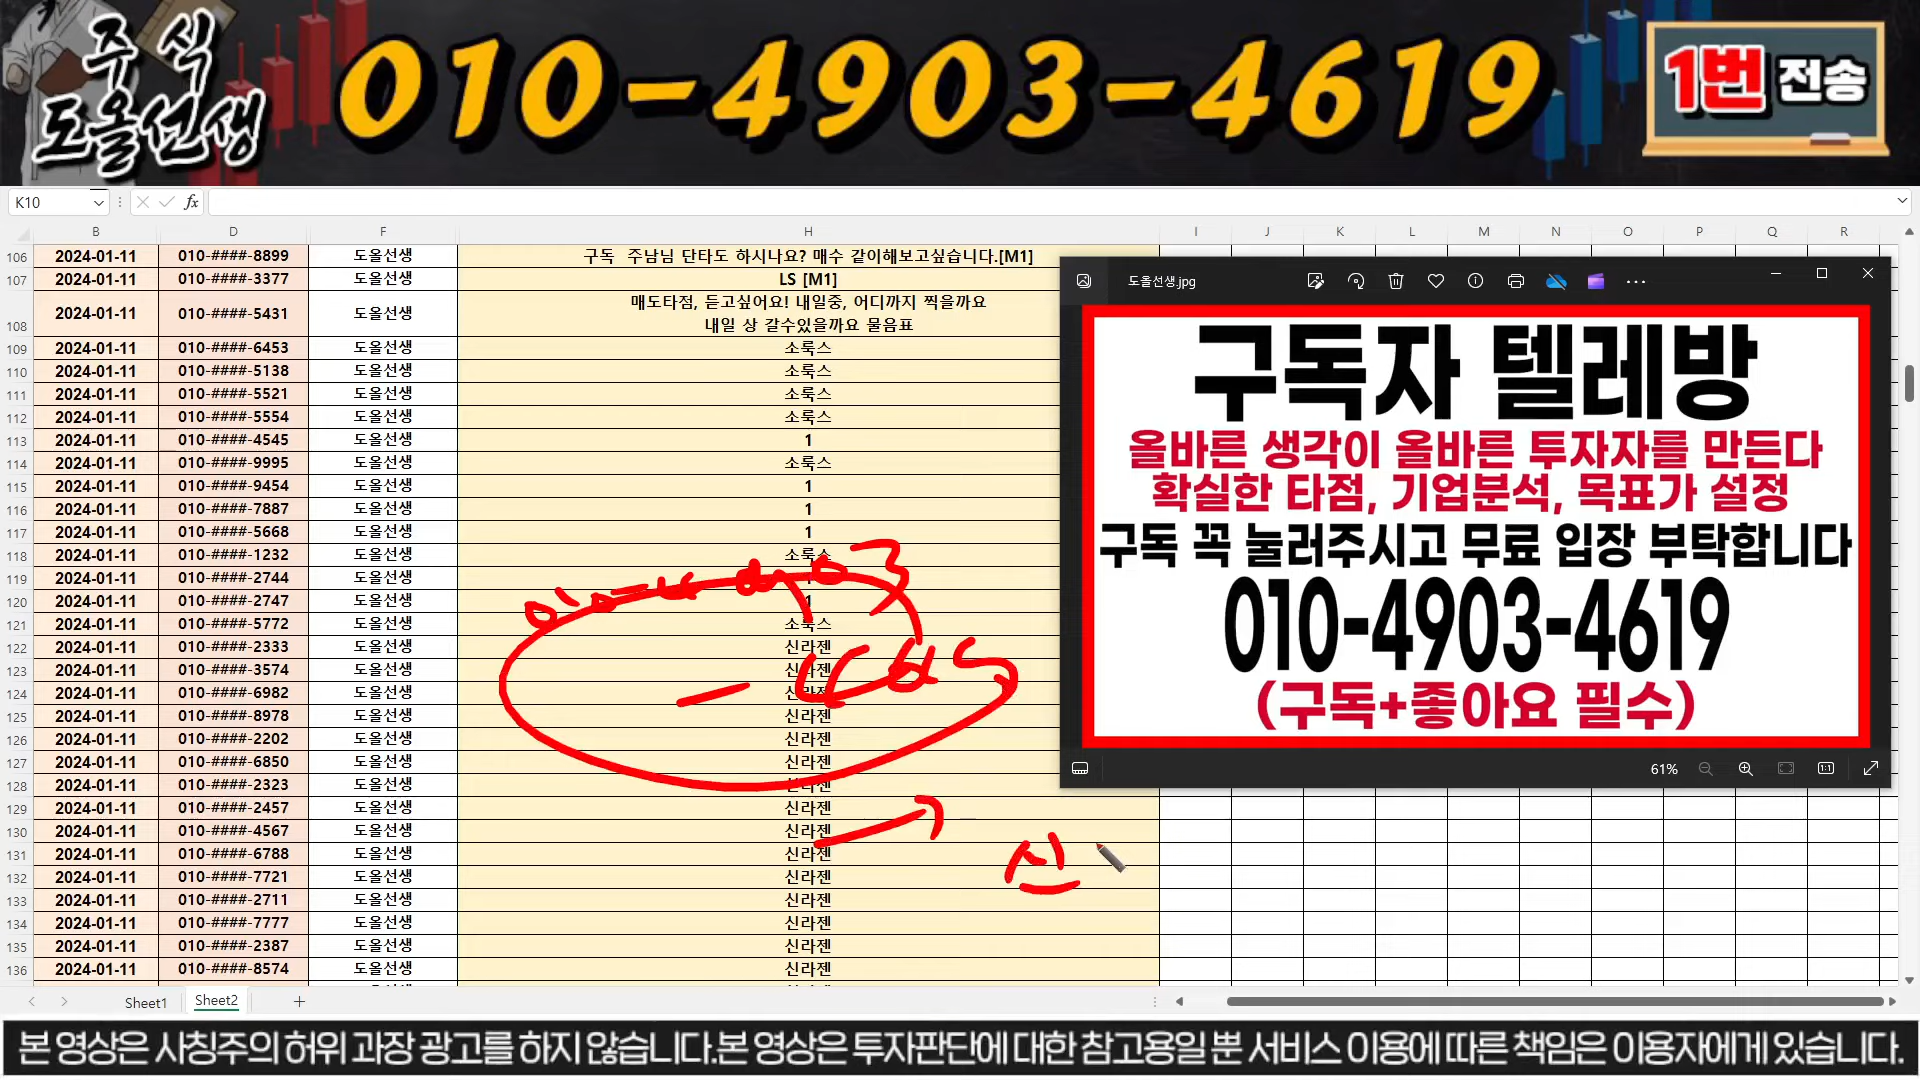 주식
도올선생
010-4903-4619
1번 전송
K10
fx
B D F H I J K L M N O P Q R
106 2024-01-11 010-####-8899 도올선생 구독 주남님 단타도 하시나요? 매수 같이해보고싶습니다.[M1]
107 2024-01-11 010-####-3377 도올선생 LS [M1]
108 2024-01-11 010-####-5431 도올선생 매도타점, 듣고싶어요! 내일중, 어디까지 찍을까요
내일 상 갈수있을까요 물음표
109 2024-01-11 010-####-6453 도올선생 소룩스
110 2024-01-11 010-####-5138 도올선생 소룩스
111 2024-01-11 010-####-5521 도올선생 소룩스
112 2024-01-11 010-####-5554 도올선생 소룩스
113 2024-01-11 010-####-4545 도올선생 1
114 2024-01-11 010-####-9995 도올선생 소룩스
115 2024-01-11 010-####-9454 도올선생 1
116 2024-01-11 010-####-7887 도올선생 1
117 2024-01-11 010-####-5668 도올선생 1
118 2024-01-11 010-####-1232 도올선생 소룩스
119 2024-01-11 010-####-2744 도올선생 1
120 2024-01-11 010-####-2747 도올선생 1
121 2024-01-11 010-####-5772 도올선생 소룩스
122 2024-01-11 010-####-2333 도올선생 신라젠
123 2024-01-11 010-####-3574 도올선생 신라젠
124 2024-01-11 010-####-6982 도올선생 신라젠
125 2024-01-11 010-####-8978 도올선생 신라젠
126 2024-01-11 010-####-2202 도올선생 신라젠
127 2024-01-11 010-####-6850 도올선생 신라젠
128 2024-01-11 010-####-2323 도올선생 신라젠
129 2024-01-11 010-####-2457 도올선생 신라젠
130 2024-01-11 010-####-4567 도올선생 신라젠
131 2024-01-11 010-####-6788 도올선생 신라젠
132 2024-01-11 010-####-7721 도올선생 신라젠
133 2024-01-11 010-####-2711 도올선생 신라젠
134 2024-01-11 010-####-7777 도올선생 신라젠
135 2024-01-11 010-####-2387 도올선생 신라젠
136 2024-01-11 010-####-8574 도올선생 신라젠
신
도올선생.jpg
구독자 텔레방
올바른 생각이 올바른 투자자를 만든다
확실한 타점, 기업분석, 목표가 설정
구독 꼭 눌러주시고 무료 입장 부탁합니다
010-4903-4619
(구독+좋아요 필수)
61%
Sheet1 Sheet2
본 영상은 사칭주의 허위 과장 광고를 하지 않습니다.본 영상은 투자판단에 대한 참고용일 뿐 서비스 이용에 따른 책임은 이용자에게 있습니다.